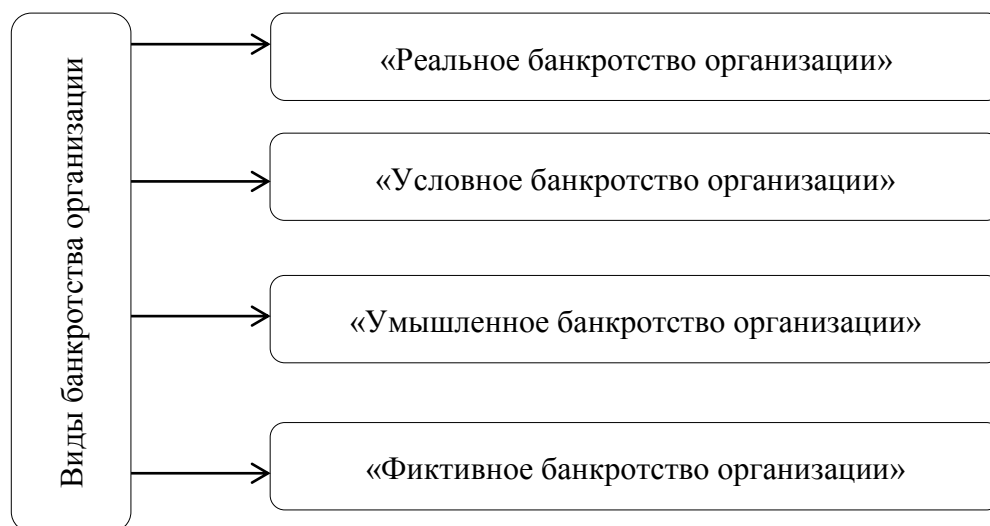 Виды банкротства организации
«Реальное банкротство организации»
«Условное банкротство организации»
«Умышленное банкротство организации»
«Фиктивное банкротство организации»